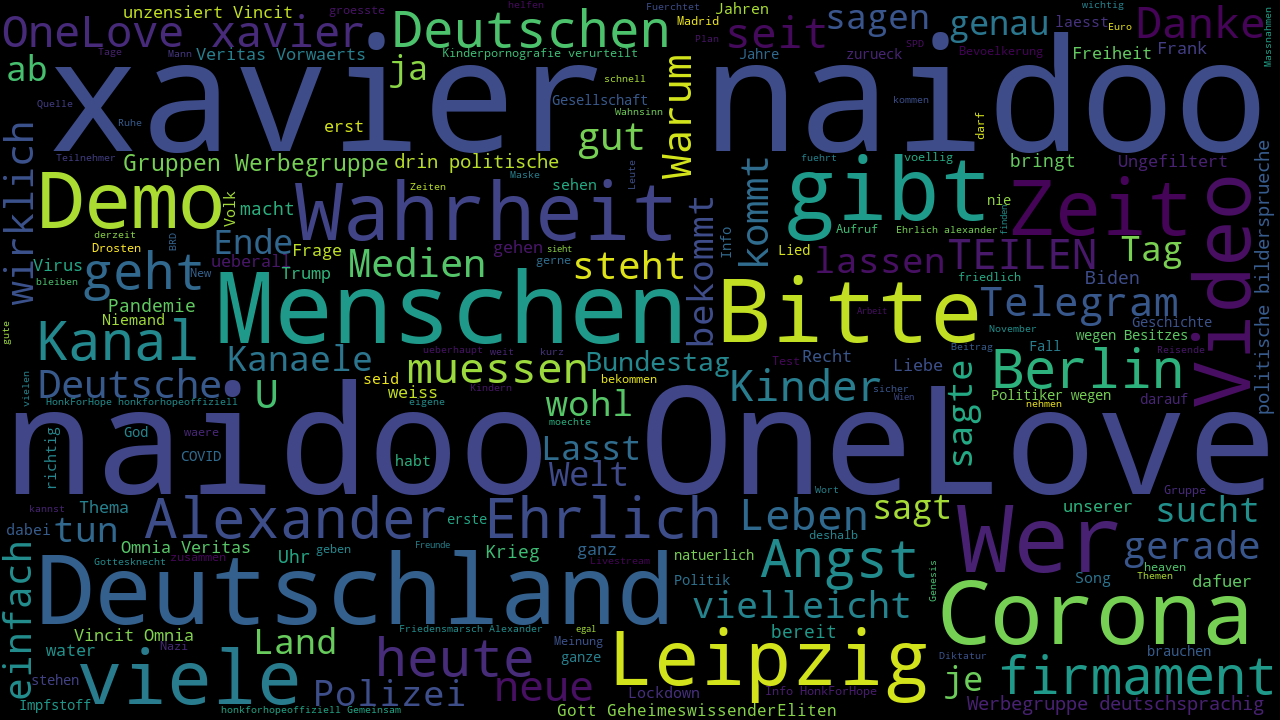 unzensiert Vincit
groesste
helfen
Fuerchtet
Jahren
wichtig
OneLove xavier
Deutschen
Madrid
seit
sagen
genau
laesst
Euro
Danke
Tage
Mann
Veritas Vorwaerts
Kinderpornografie verurteilt
Plan
Jahre
zurueck
SPD
Bevoelkerung
Freiheit
Frank
Massnahmen
ab
xavier naidoo
ja
schnell
Warum
Quelle
Ruhe
erst
Gesellschaft
Wahnsinn
kommen
gut
darf
wirklich
Teilnehmer
Gruppen Werbegruppe
drin politische
sehen
Leute
fuehrt
voellig
bringt
Ungefiltert
politische bildersprueche
Demo
Volk
macht
Wahrheit
Zeiten
Maske
bekommt
Info
kommt
gibt
nie
finden
Zeit
Video
derzeit
Drosten
BRD
Ende
Frage
gehen
sieht
gerne
Lied
Aufruf
Ehrlich alexander
Tag
Virus
bleiben
geht
ueberall
New
Trump
Medien
steht
lassen
TEILEN
friedlich
Biden
Pandemie
Niemand
Menschen
Bitte
Arbeit
Telegram
November
Geschichte
gute
Kanal
Kanaele
ueberhaupt
weit
kurz
muessen
Bundestag
Test
Recht
Liebe
Beitrag
Fall
wegen Besitzes
Reisende
Berlin
vielen
Deutsche
U
seid
weiss
Kindern
bekommen
Kinder
sicher
Wien
sagte
Politiker wegen
nehmen
darauf
HonkForHope honkforhopeoffiziell
eigene
wohl
moechte
naidoo OneLove
richtig
God
waere
COVID
habt
Lasst
Welt
Wort
Gruppe
kannst
Thema
dabei
tun
Alexander
Ehrlich
erste
Leben
deshalb
sagt
Wer
unserer
sucht
einfach
Omnia Veritas
Gottesknecht
zusammen
Uhr
geben
Freunde
Krieg
ganz
Livestream
natuerlich
Politik
Angst
Genesis
gerade
heaven
Song
Themen
dafuer
Deutschland
vielleicht
bereit
Corona
Vincit Omnia
water
Nazi
Land
Friedensmarsch Alexander
egal
Meinung
ganze
Leipzig
Diktatur
brauchen
stehen
Impfstoff
viele
Polizei
heute
neue
Lockdown
Info HonkForHope
je
firmament
honkforhopeoffiziell Gemeinsam
Gott GeheimeswissenderEliten
Werbegruppe deutschsprachig